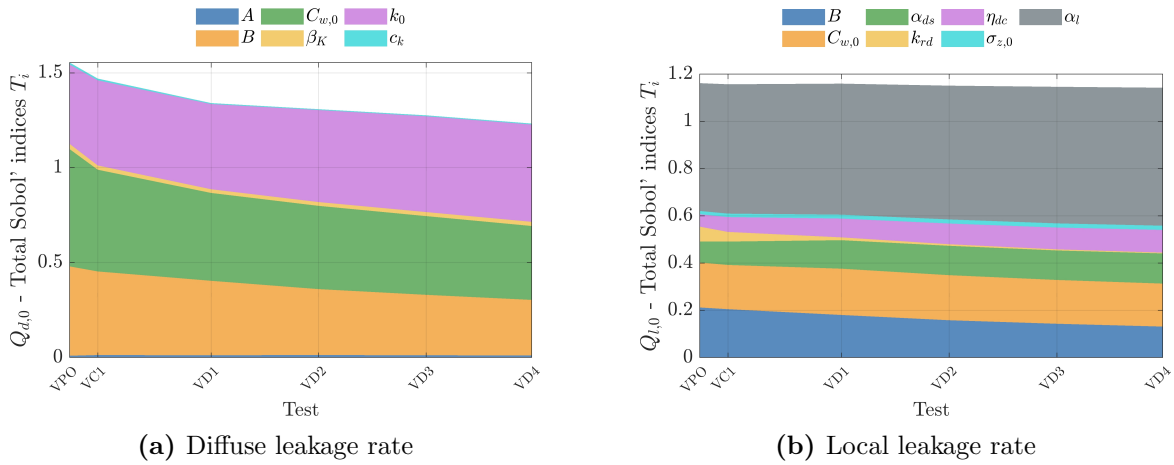 A C_{w,0} k_0
B β_K c_k
Q_{d,0} - Total Sobol' indices T_i
1.5
1
0.5
0
VPO VC1 VD1 VD2 VD3 VD4
Test
(a) Diffuse leakage rate
B α_{ds} η_{dc} α_l
C_{w,0} k_{rd} σ_{z,0}
Q_{l,0} - Total Sobol' indices T_i
1.2
1
0.8
0.6
0.4
0.2
0
VPO VC1 VD1 VD2 VD3 VD4
Test
(b) Local leakage rate